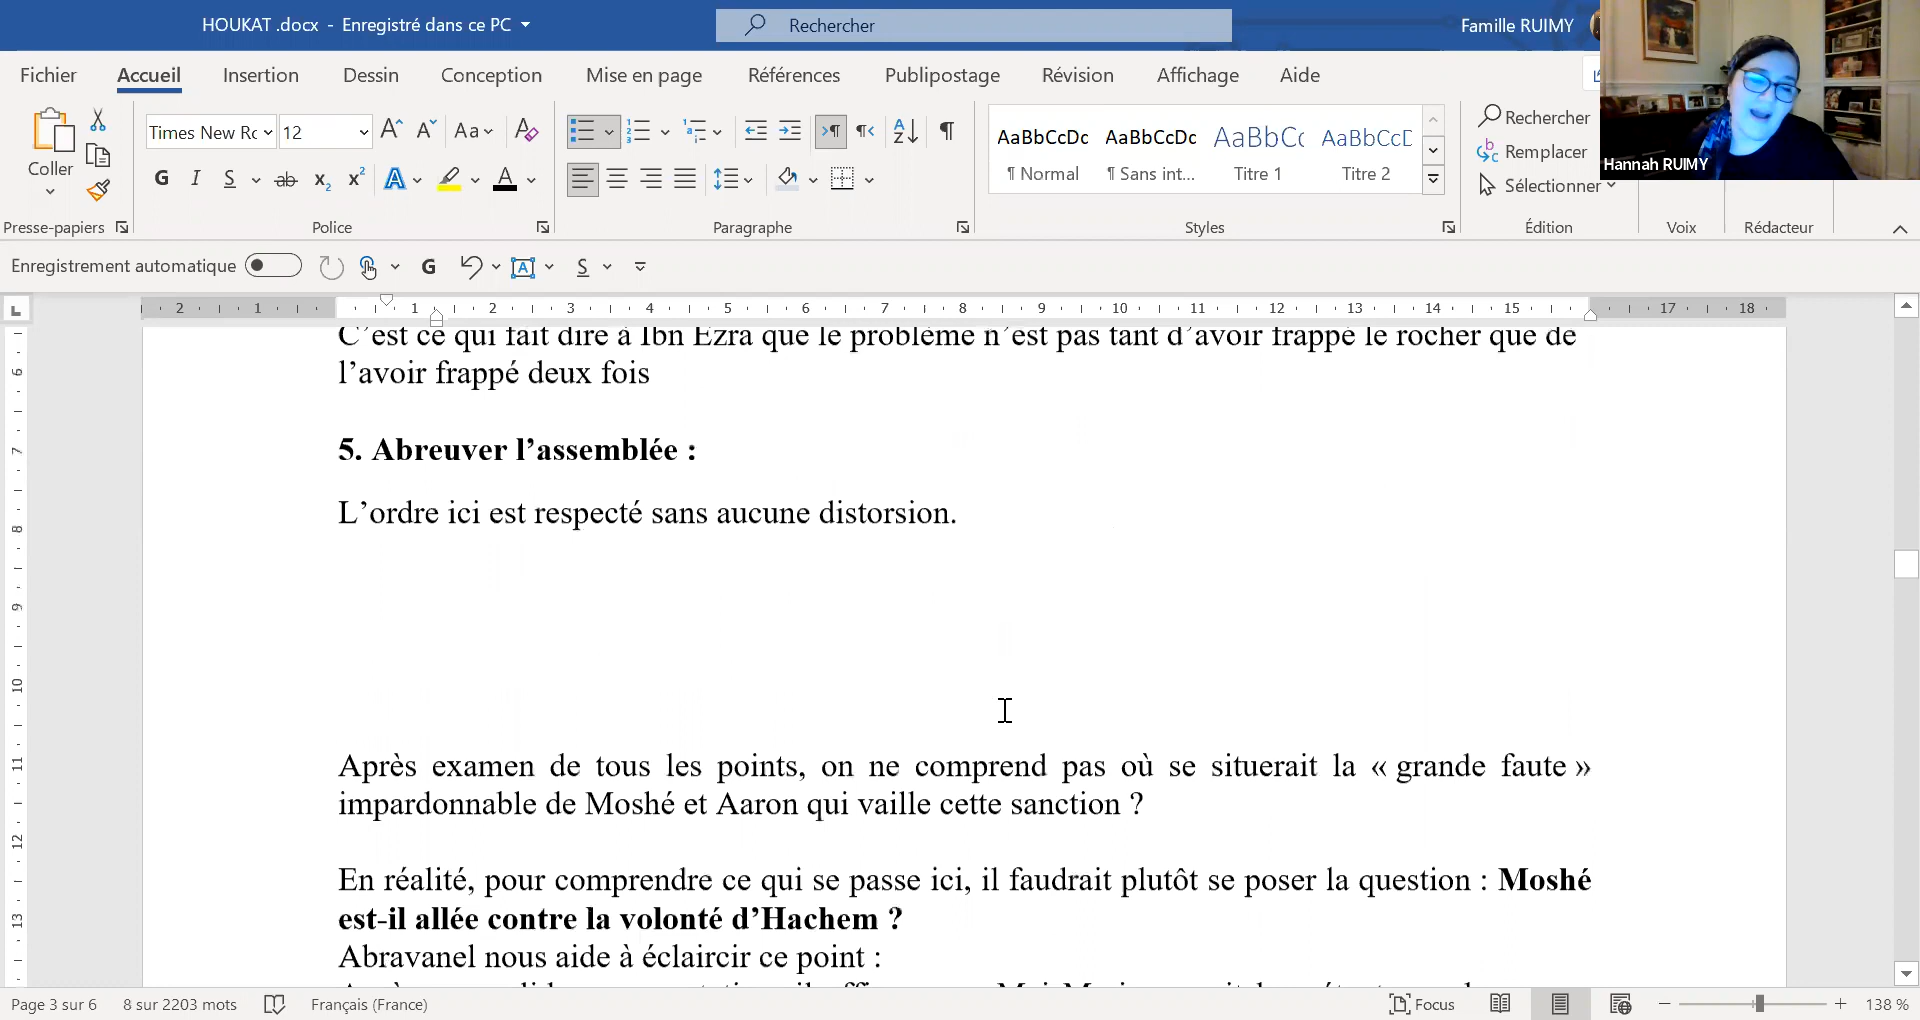 HOUKAT .docx - Enregistré dans ce PC
Rechercher
Famille RUIMY
Fichier Accueil Insertion Dessin Conception Mise en page Références Publipostage Révision Affichage Aide
Coller
Times New Rc 12
AaBbCcDc AaBbCcDc AaBbCc AaBbCcD
¶ Normal ¶ Sans int... Titre 1 Titre 2
Rechercher
Remplacer
Sélectionner
Hannah RUIMY
Presse-papiers Police Paragraphe Styles Édition Voix Rédacteur
Enregistrement automatique
C’est ce qui fait dire à Ibn Ezra que le problème n’est pas tant d’avoir frappé le rocher que de
l’avoir frappé deux fois
5. Abreuver l’assemblée :
L’ordre ici est respecté sans aucune distorsion.
Après examen de tous les points, on ne comprend pas où se situerait la « grande faute »
impardonnable de Moshé et Aaron qui vaille cette sanction ?
En réalité, pour comprendre ce qui se passe ici, il faudrait plutôt se poser la question : Moshé
est-il allée contre la volonté d’Hachem ?
Abravanel nous aide à éclaircir ce point :
Page 3 sur 6 8 sur 2203 mots Français (France) Focus 138 %